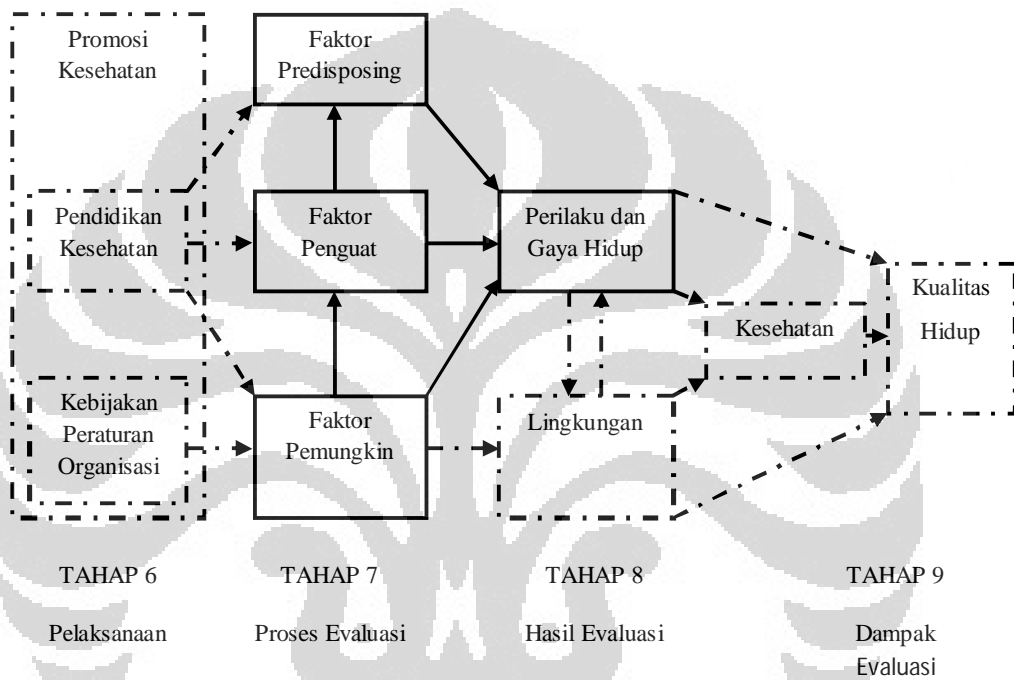 Promosi
Kesehatan
Faktor
Predisposing
Pendidikan
Kesehatan
Faktor
Penguat
Perilaku dan
Gaya Hidup
Kualitas
Hidup
Kesehatan
Kebijakan
Peraturan
Organisasi
Faktor
Pemungkin
Lingkungan
TAHAP 6
TAHAP 7
TAHAP 8
TAHAP 9
Pelaksanaan
Proses Evaluasi
Hasil Evaluasi
Dampak
Evaluasi